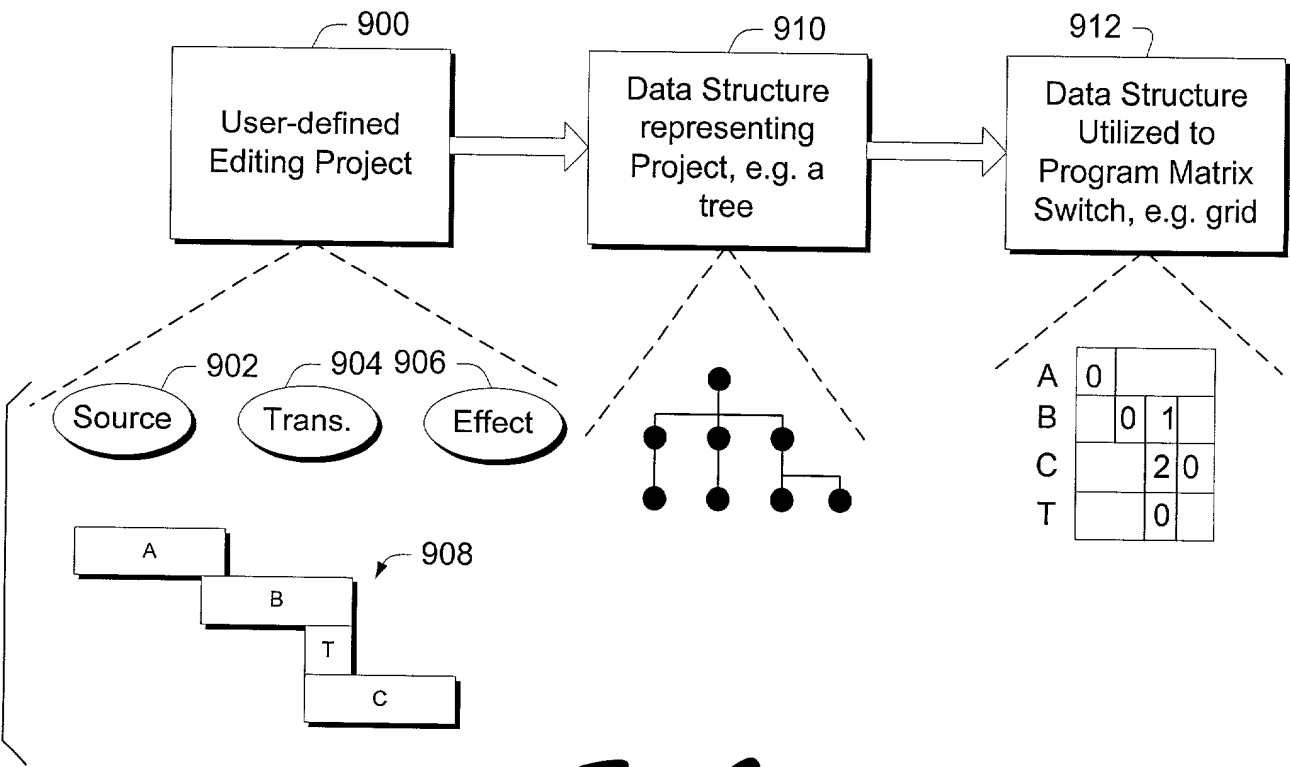 900
910
912
User-defined
Editing Project
Data Structure
representing
Project, e.g. a
tree
Data Structure
Utilized to
Program Matrix
Switch, e.g. grid
902
904
906
Source
Trans.
Effect
A
B
T
C
908
A 0
B 0 1
C 2 0
T 0